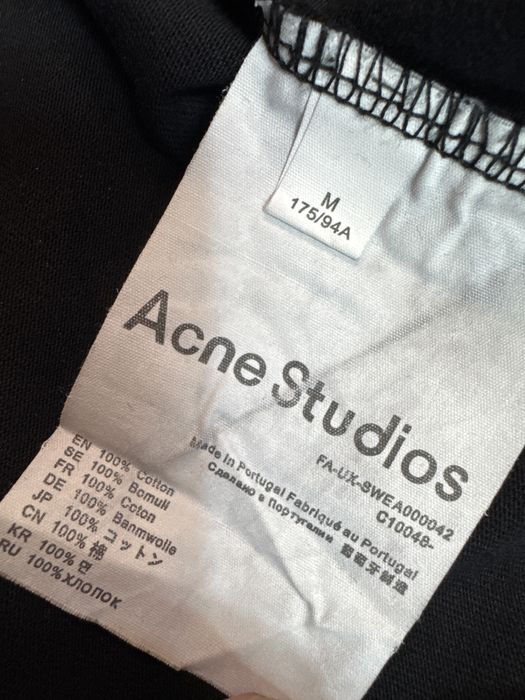 M
175/94A
Acne Studios
FA-UX-SWEA000042
C10048-
Made in Portugal Fabriqué au Portugal
Сделано в Португалии 葡萄牙制造
EN 100% Cotton
SE 100% Bomull
FR 100% Coton
DE 100% Banmwolle
JP 100% コットン
CN 100% 棉
KR 100% 면
RU 100% ХЛОПОК